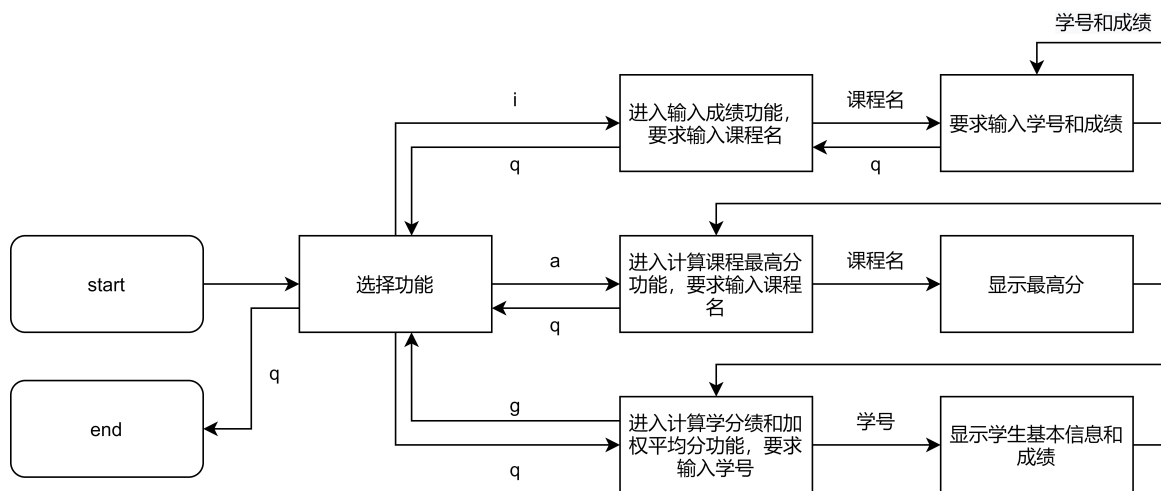 学号和成绩
i
进入输入成绩功能，
要求输入课程名
课程名
要求输入学号和成绩
q
q
start
选择功能
a
进入计算课程最高分
功能，要求输入课程
名
课程名
显示最高分
q
q
end
g
进入计算学分绩和加
权平均分功能，要求
输入学号
学号
显示学生基本信息和
成绩
q